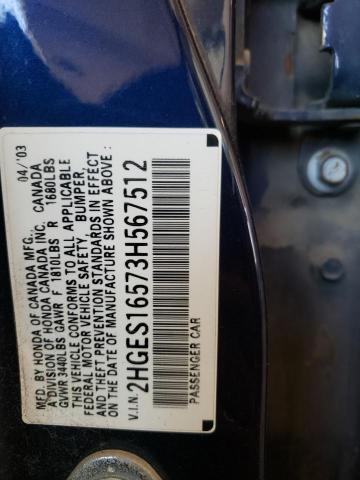 MFD. BY HONDA OF CANADA MFG. 04/'03
A DIVISION OF HONDA CANADA INC. CANADA
GVWR 3440LBS GAWR F 1810LBS R 1680LBS
THIS VEHICLE CONFORMS TO ALL APPLICABLE
FEDERAL MOTOR VEHICLE SAFETY, BUMPER,
AND THEFT PREVENTION STANDARDS IN EFFECT
ON THE DATE OF MANUFACTURE SHOWN ABOVE.
V.I.N. 2HGES16573H567512
PASSENGER CAR